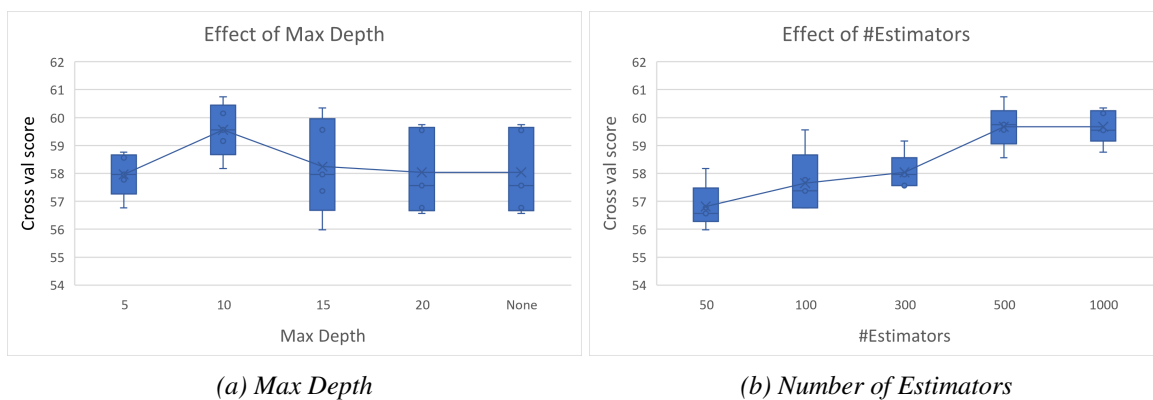 Effect of Max Depth
62
61
60
59
58
57
56
55
54
Cross val score
5 10 15 20 None
Max Depth
(a) Max Depth
Effect of #Estimators
62
61
60
59
58
57
56
55
54
Cross val score
50 100 300 500 1000
#Estimators
(b) Number of Estimators